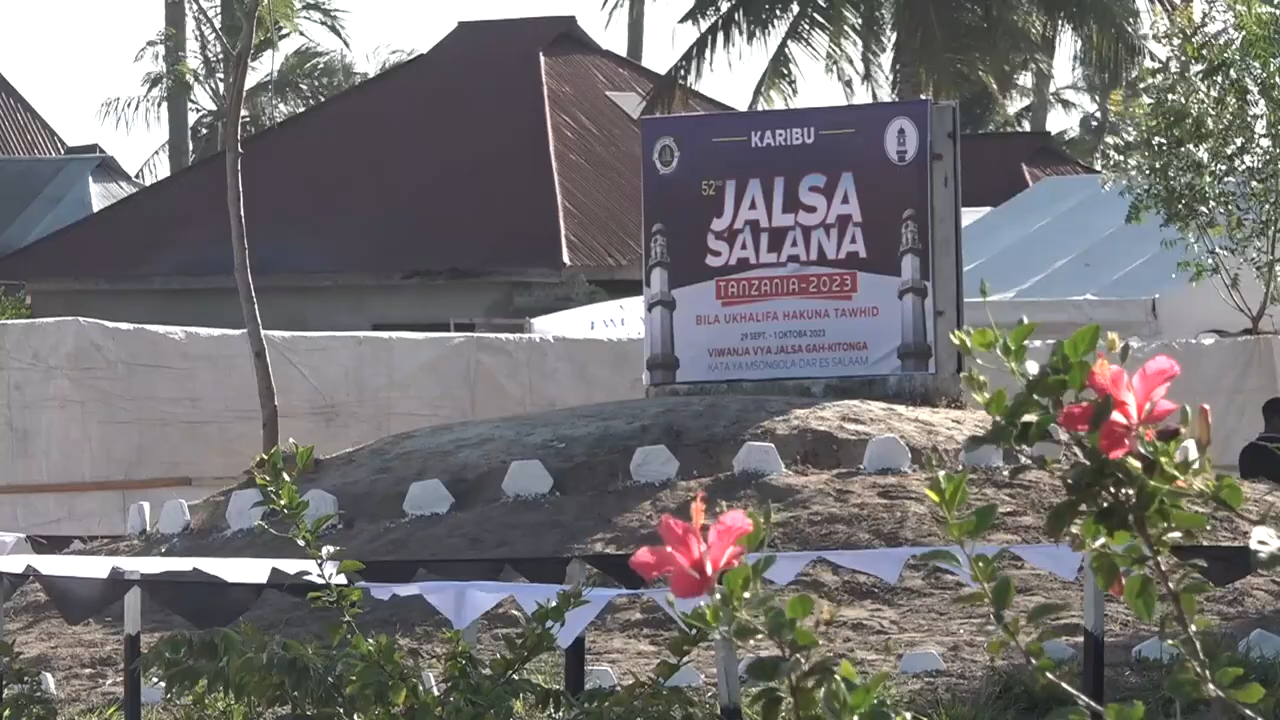 KARIBU
52ND JALSA
SALANA
TANZANIA-2023
BILA UKHALIFA HAKUNA TAWHID
29 SEPT. - 1 OKTOBA 2023
VIWANJA VYA JALSA GAH-KITONGA
KATA YA MSONGOLA-DAR ES SALAAM